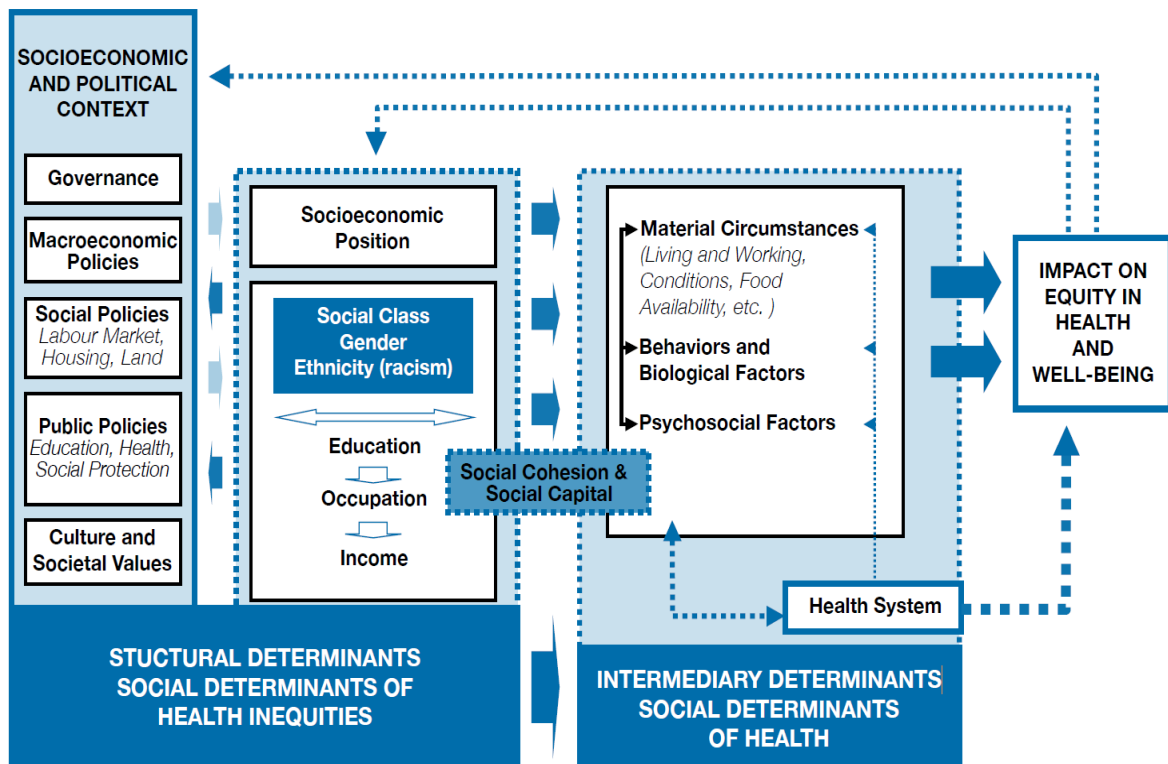 SOCIOECONOMIC
AND POLITICAL
CONTEXT
Governance
Macroeconomic
Policies
Social Policies
Labour Market,
Housing, Land
Public Policies
Education, Health,
Social Protection
Culture and
Societal Values
Socioeconomic
Position
Social Class
Gender
Ethnicity (racism)
Education
Occupation
Income
Social Cohesion &
Social Capital
Material Circumstances
(Living and Working,
Conditions, Food
Availability, etc. )
Behaviors and
Biological Factors
Psychosocial Factors
Health System
IMPACT ON
EQUITY IN
HEALTH
AND
WELL-BEING
STUCTURAL DETERMINANTS
SOCIAL DETERMINANTS OF
HEALTH INEQUITIES
INTERMEDIARY DETERMINANTS
SOCIAL DETERMINANTS
OF HEALTH